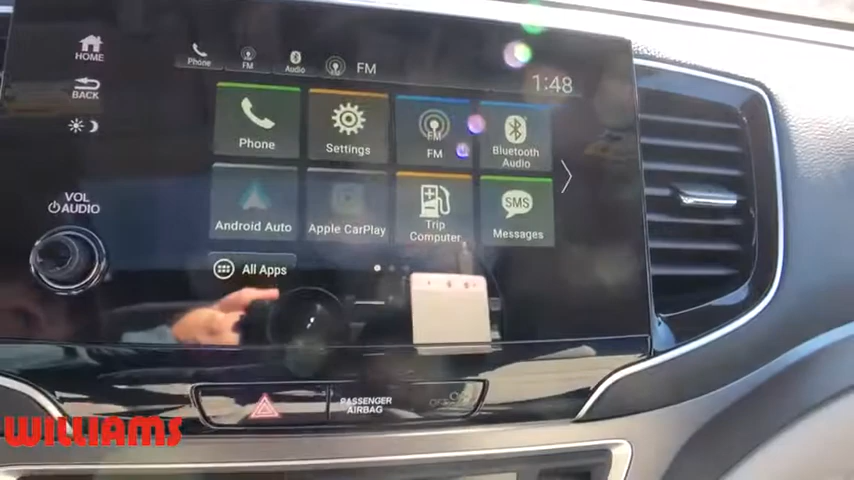 HOME
BACK
VOL
AUDIO
Phone
FM
Audio
FM
1:48
Phone
Settings
FM
FM
Bluetooth
Audio
Android Auto
Apple CarPlay
Trip
Computer
SMS
Messages
All Apps
PASSENGER
AIRBAG
WILLIAMS